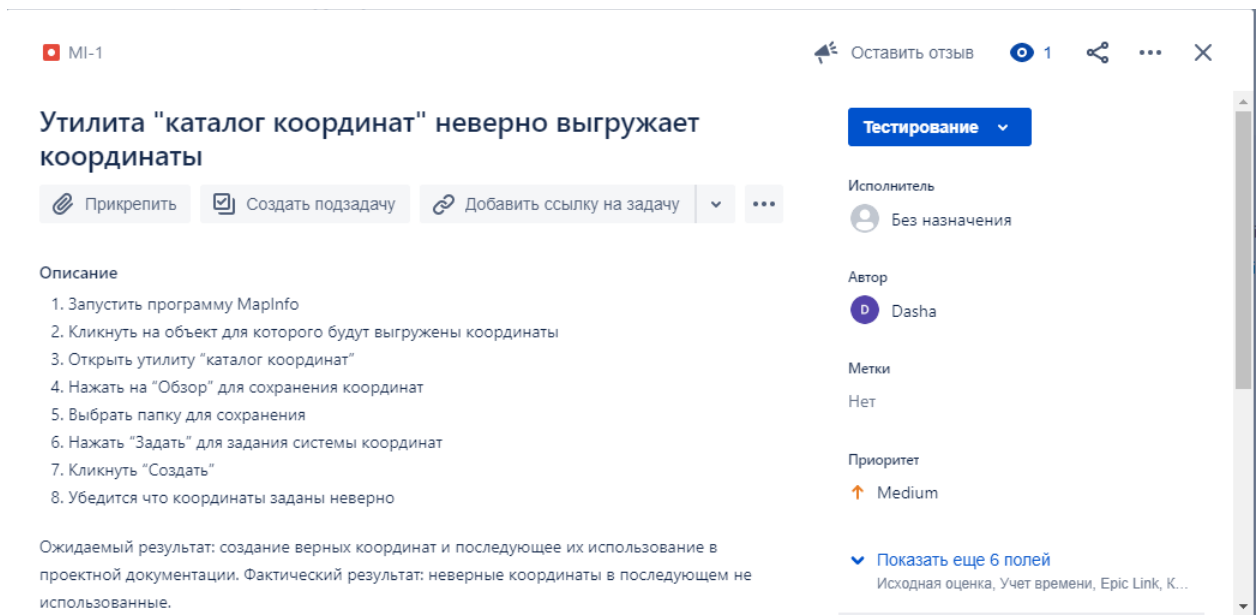 MI-1
Оставить отзыв
1
Утилита "каталог координат" неверно выгружает
координаты
Прикрепить
Создать подзадачу
Добавить ссылку на задачу
Описание
1. Запустить программу MapInfo
2. Кликнуть на объект для которого будут выгружены координаты
3. Открыть утилиту “каталог координат”
4. Нажать на “Обзор” для сохранения координат
5. Выбрать папку для сохранения
6. Нажать “Задать” для задания системы координат
7. Кликнуть “Создать”
8. Убедится что координаты заданы неверно
Ожидаемый результат: создание верных координат и последующее их использование в
проектной документации. Фактический результат: неверные координаты в последующем не
использованные.
Тестирование
Исполнитель
Без назначения
Автор
D
Dasha
Метки
Нет
Приоритет
Medium
Показать еще 6 полей
Исходная оценка, Учет времени, Epic Link, К...